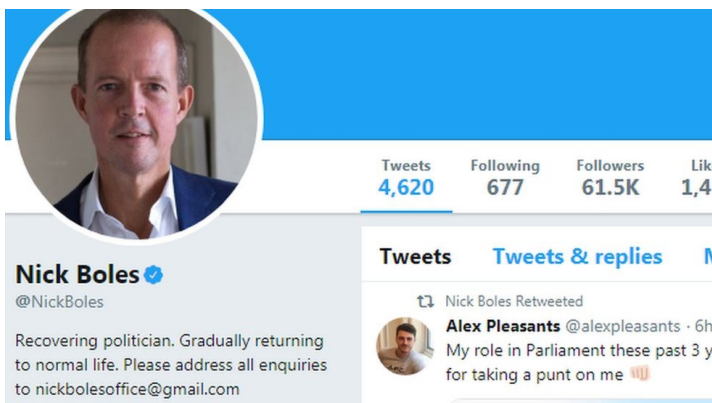 Tweets Following Followers
4,620 677 61.5K
Tweets Tweets & replies
Nick Boles
@NickBoles
Recovering politician. Gradually returning
to normal life. Please address all enquiries
to nickbolesoffice@gmail.com
Nick Boles Retweeted
Alex Pleasants @alexpleasants · 6h
My role in Parliament these past 3 y
for taking a punt on me 👊🏻